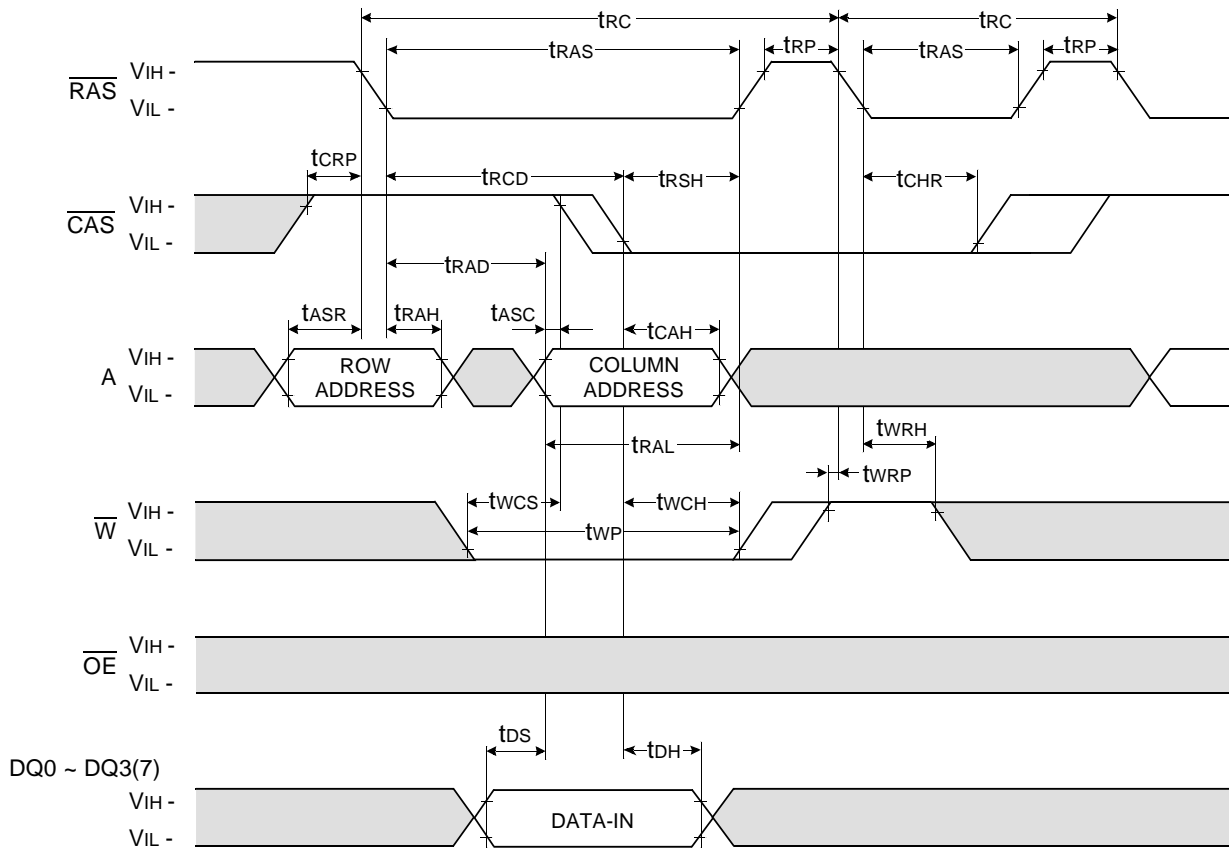 tRC tRC
tRAS tRP tRAS tRP
RAS VIH -
VIL -
tCRP tRCD tRSH tCHR
CAS VIH -
VIL -
tRAD
tASR tRAH tASC tCAH
A VIH -
VIL -
ROW
ADDRESS
COLUMN
ADDRESS
tRAL tWRH
tWRP
tWCS tWCH
W VIH -
VIL -
tWP
OE VIH -
VIL -
tDS tDH
DQ0 ~ DQ3(7)
VIH -
VIL -
DATA-IN